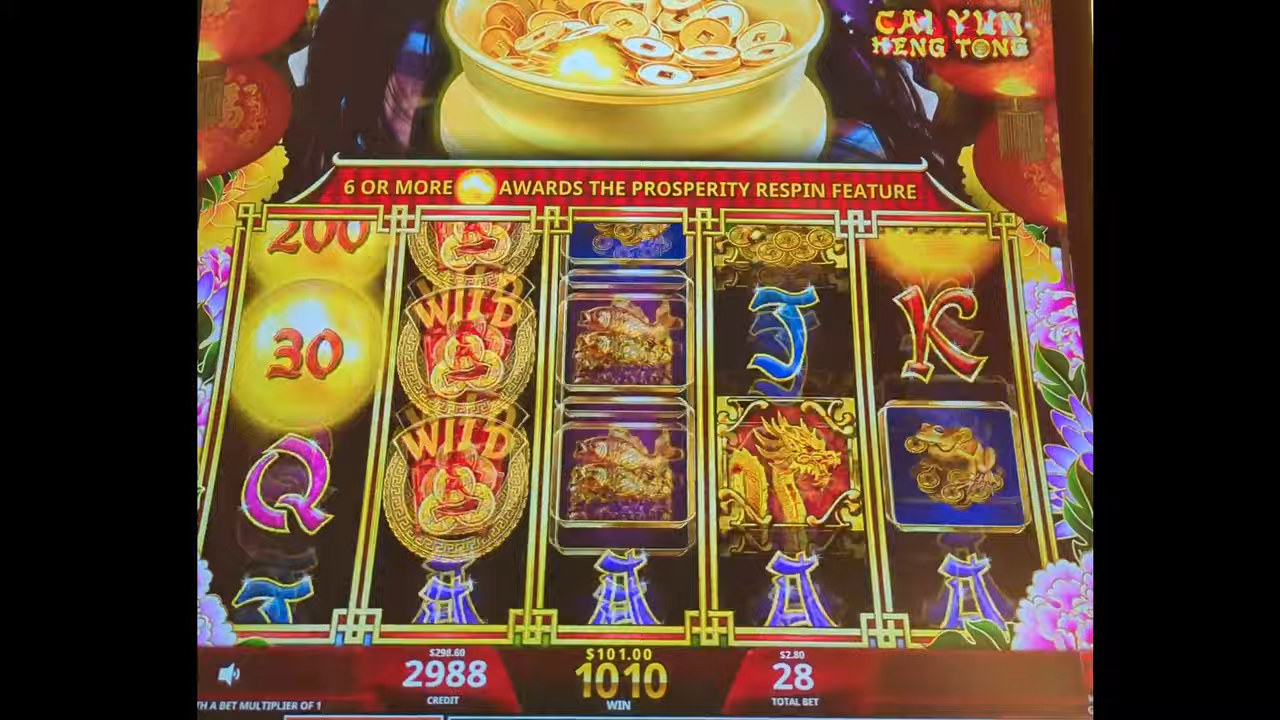 CAI YUN
HENG TONG
6 OR MORE AWARDS THE PROSPERITY RESPIN FEATURE
200
30
WILD
J
K
WILD
Q
$298.60
2988
CREDIT
$101.00
1010
WIN
$2.80
28
TOTAL BET
TH A BET MULTIPLIER OF 1